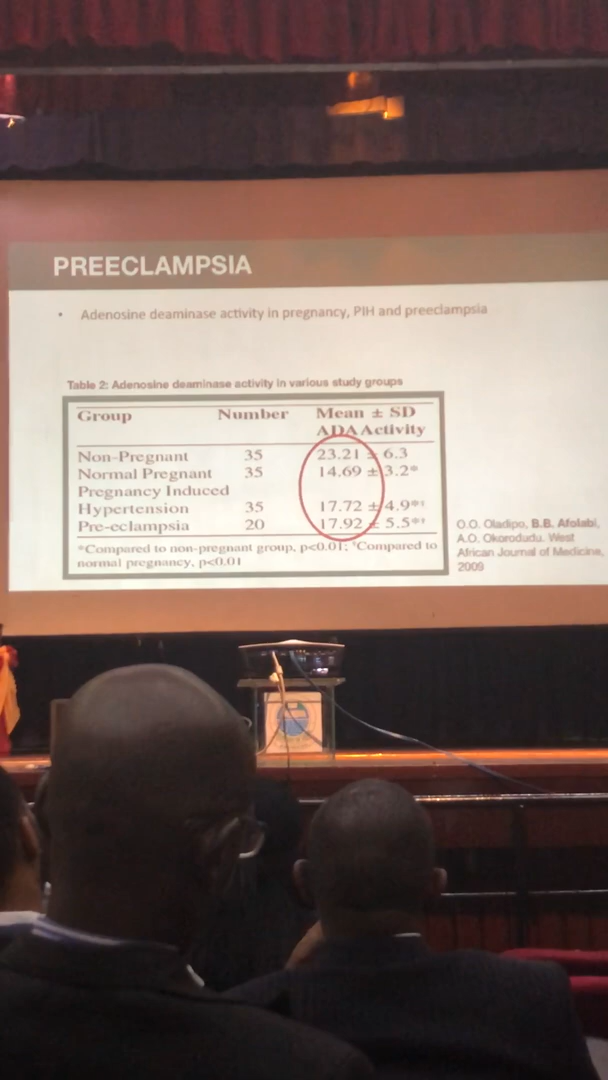 PREECLAMPSIA
• Adenosine deaminase activity in pregnancy, PIH and preeclampsia
Table 2: Adenosine deaminase activity in various study groups
Group Number Mean ± SD
ADA Activity
Non-Pregnant 35 23.21 ± 6.3
Normal Pregnant 35 14.69 ± 3.2*
Pregnancy Induced
Hypertension 35 17.72 ± 4.9*†
Pre-eclampsia 20 17.92 ± 5.5*†
*Compared to non-pregnant group, p<0.01; †Compared to
normal pregnancy, p<0.01
O.O. Oladipo, B.B. Afolabi,
A.O. Okorodudu. West
African Journal of Medicine,
2009